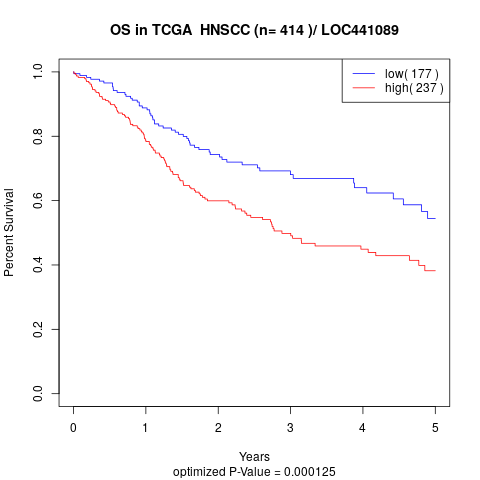 OS in TCGA  HNSCC (n= 414 )/ LOC441089
low( 177 )
high( 237 )
Percent Survival
1.0
0.8
0.6
0.4
0.2
0.0
0 1 2 3 4 5
Years
optimized P-Value = 0.000125